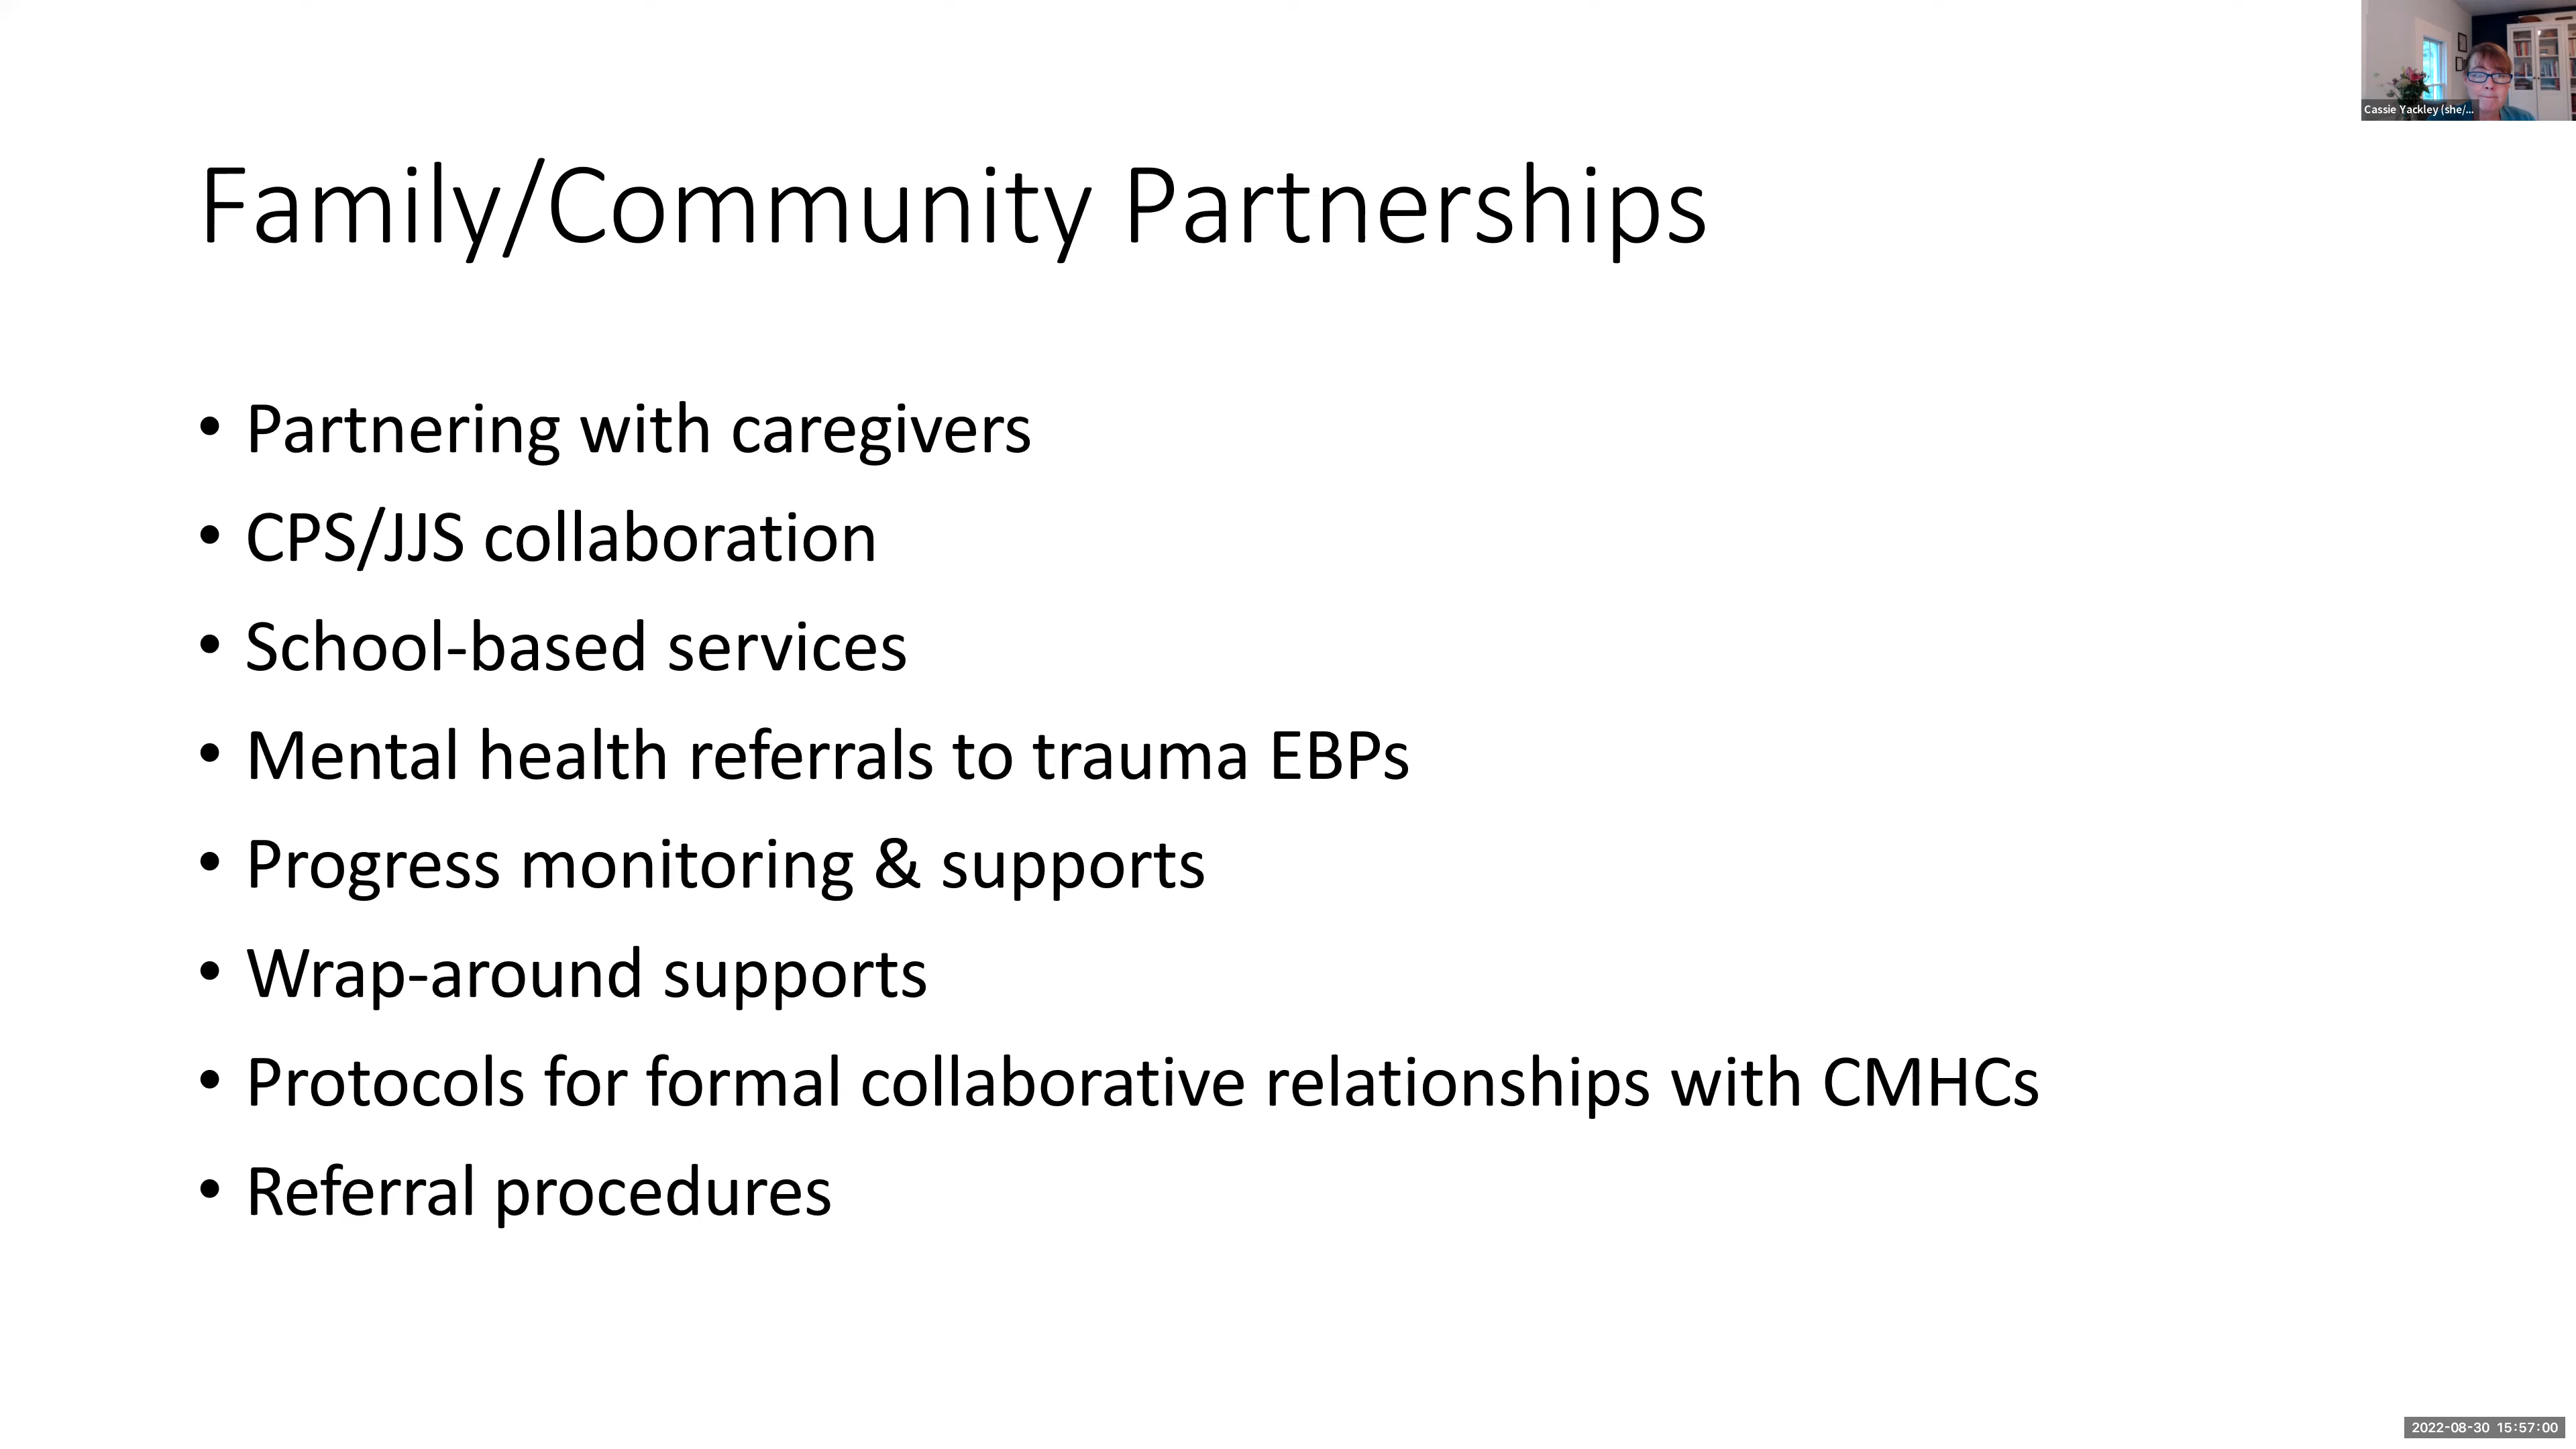 Cassie Yackley (she/...
Family/Community Partnerships
• Partnering with caregivers
• CPS/JJS collaboration
• School-based services
• Mental health referrals to trauma EBPs
• Progress monitoring & supports
• Wrap-around supports
• Protocols for formal collaborative relationships with CMHCs
• Referral procedures
2022-08-30 15:57:00